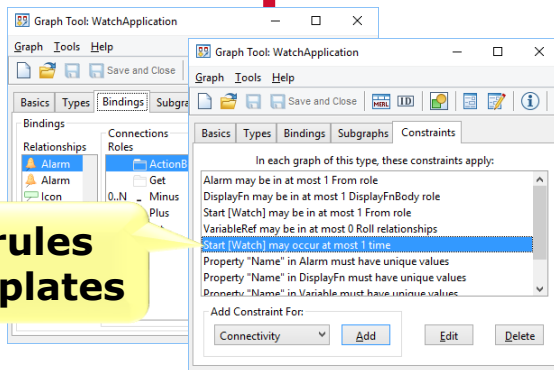 Graph Tool: WatchApplication
Graph Tools Help
Save and Close
Basics Types Bindings Subgra
Bindings
Relationships
Connections
Roles
Alarm
Alarm
Icon
ActionB
Get
0..N Minus
Plus
rules
plates
Graph Tool: WatchApplication
Graph Tools Help
Save and Close MERL ID
Basics Types Bindings Subgraphs Constraints
In each graph of this type, these constraints apply:
Alarm may be in at most 1 From role
DisplayFn may be in at most 1 DisplayFnBody role
Start [Watch] may be in at most 1 From role
VariableRef may be in at most 0 Roll relationships
Start [Watch] may occur at most 1 time
Property "Name" in Alarm must have unique values
Property "Name" in DisplayFn must have unique values
Property "Name" in Variable must have unique values
Add Constraint For:
Connectivity Add Edit Delete